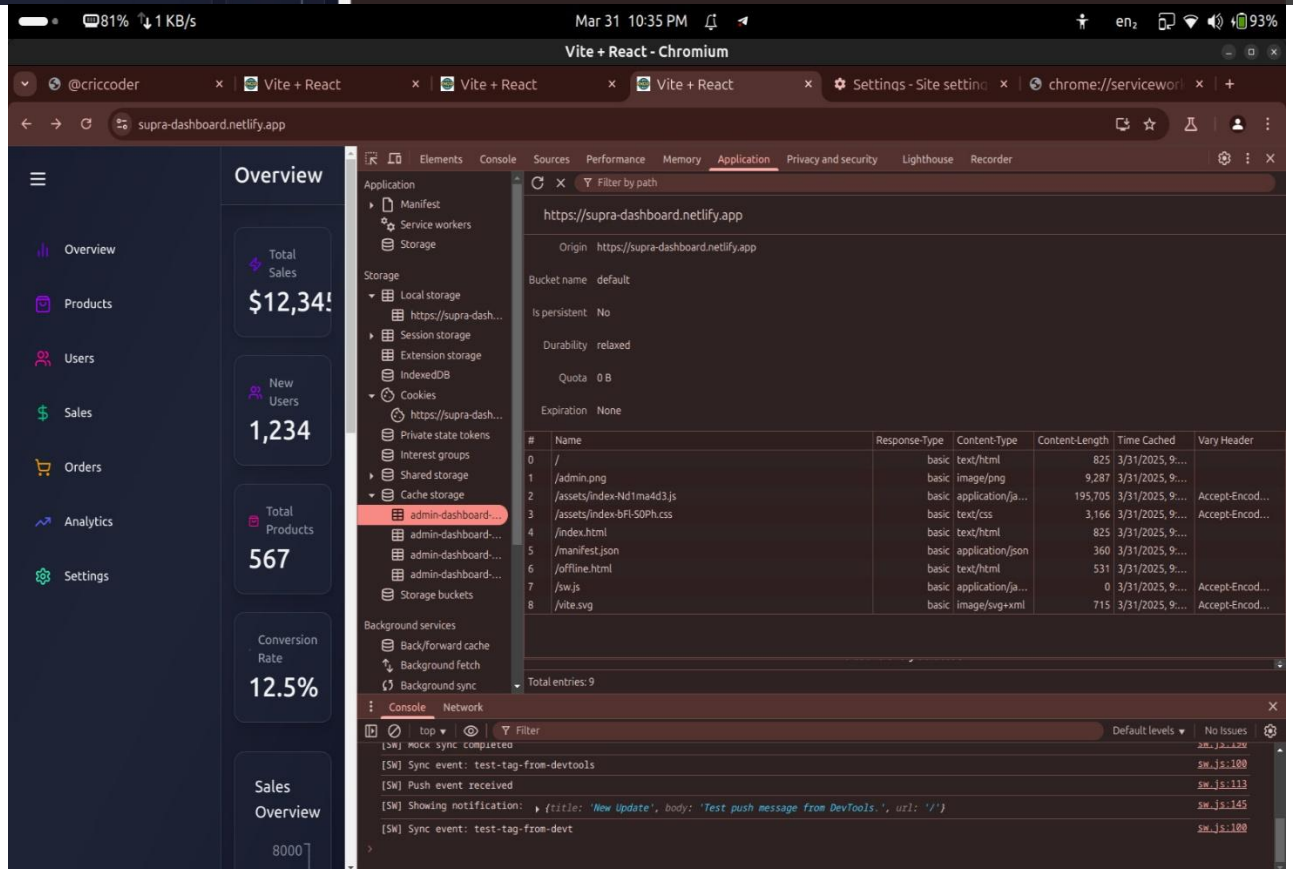 81% 1 KB/s Mar 31 10:35 PM en₂ 93%
Vite + React - Chromium
@criccoder Vite + React Vite + React Vite + React Settings - Site setting chrome://servicewor
supra-dashboard.netlify.app
Overview
Products
Users
Sales
Orders
Analytics
Settings
Overview
Total
Sales
$12,345
New
Users
1,234
Total
Products
567
Conversion
Rate
12.5%
Sales
Overview
8000
Elements Console Sources Performance Memory Application Privacy and security Lighthouse Recorder
Application
Manifest
Service workers
Storage
Storage
Local storage
https://supra-dash...
Session storage
Extension storage
IndexedDB
Cookies
https://supra-dash...
Private state tokens
Interest groups
Shared storage
Cache storage
admin-dashboard-...
admin-dashboard-...
admin-dashboard-...
admin-dashboard-...
Storage buckets
Background services
Back/forward cache
Background fetch
Background sync
Filter by path
https://supra-dashboard.netlify.app
Origin https://supra-dashboard.netlify.app
Bucket name default
Is persistent No
Durability relaxed
Quota 0 B
Expiration None
# Name Response-Type Content-Type Content-Length Time Cached Vary Header
0 / basic text/html 825 3/31/2025, 9:...
1 /admin.png basic image/png 9,287 3/31/2025, 9:...
2 /assets/index-Nd1ma4d3.js basic application/ja... 195,705 3/31/2025, 9:... Accept-Encod...
3 /assets/index-bFl-S0Ph.css basic text/css 3,166 3/31/2025, 9:... Accept-Encod...
4 /index.html basic text/html 825 3/31/2025, 9:...
5 /manifest.json basic application/json 360 3/31/2025, 9:...
6 /offline.html basic text/html 531 3/31/2025, 9:...
7 /sw.js basic application/ja... 0 3/31/2025, 9:... Accept-Encod...
8 /vite.svg basic image/svg+xml 715 3/31/2025, 9:... Accept-Encod...
Total entries: 9
Console Network
top Filter Default levels No Issues
[SW] Mock sync completed sw.js:190
[SW] Sync event: test-tag-from-devtools sw.js:100
[SW] Push event received sw.js:113
[SW] Showing notification: {title: 'New Update', body: 'Test push message from DevTools.', url: '/'} sw.js:145
[SW] Sync event: test-tag-from-devt sw.js:100